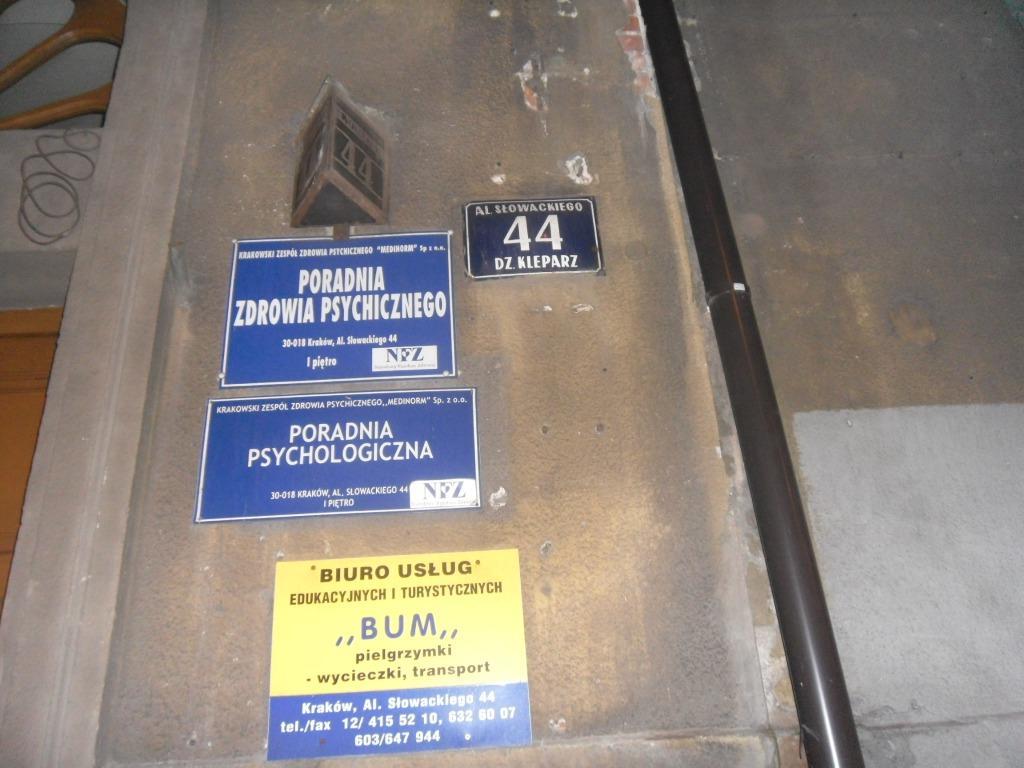 44
AL. SŁOWACKIEGO
44
DZ. KLEPARZ
KRAKOWSKI ZESPÓŁ ZDROWIA PSYCHICZNEGO "MEDINORM" Sp z o.o.
PORADNIA
ZDROWIA PSYCHICZNEGO
30-018 Kraków, Al. Słowackiego 44
I piętro
NFZ
KRAKOWSKI ZESPÓŁ ZDROWIA PSYCHICZNEGO,,MEDINORM" Sp. z o.o.
PORADNIA
PSYCHOLOGICZNA
30-018 KRAKÓW, AL, SŁOWACKIEGO 44
I PIĘTRO
NFZ
BIURO USŁUG
EDUKACYJNYCH I TURYSTYCZNYCH
,,BUM,,
pielgrzymki
- wycieczki, transport
Kraków, Al. Słowackiego 44
tel./fax 12/ 415 52 10, 632 60 07
603/647 944